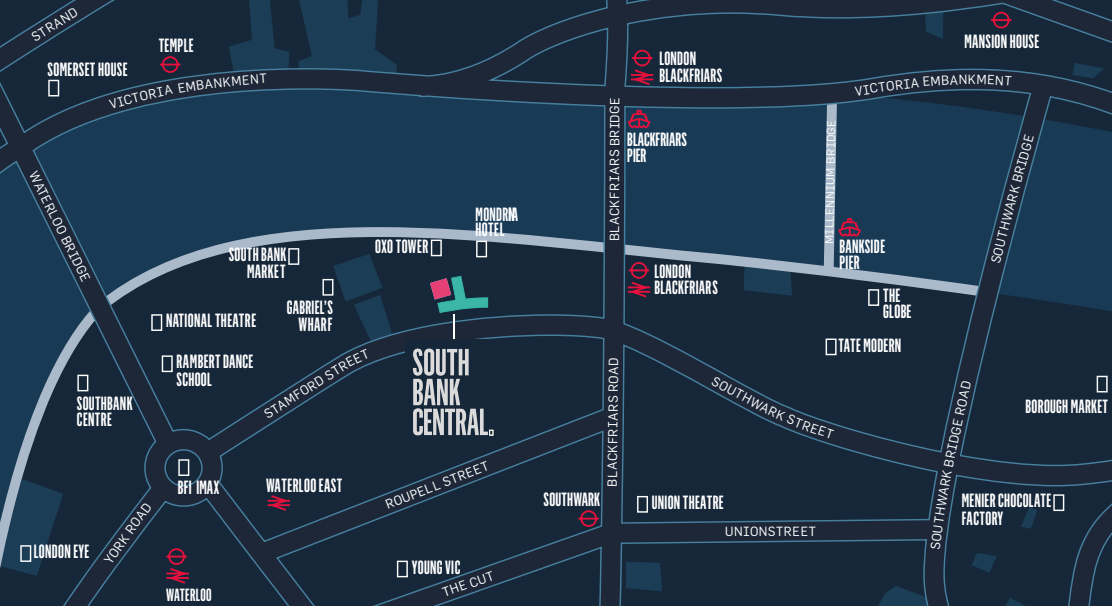 STRAND
TEMPLE
SOMERSET HOUSE
VICTORIA EMBANKMENT
LONDON
BLACKFRIARS
MANSION HOUSE
VICTORIA EMBANKMENT
BLACKFRIARS BRIDGE
BLACKFRIARS
PIER
MILLENNIUM BRIDGE
SOUTHWARK BRIDGE
WATERLOO BRIDGE
MONDRIA
HOTEL
OXO TOWER
SOUTH BANK
MARKET
BANKSIDE
PIER
LONDON
BLACKFRIARS
GABRIEL'S
WHARF
THE
GLOBE
NATIONAL THEATRE
TATE MODERN
RAMBERT DANCE
SCHOOL
SOUTHBANK
CENTRE
STAMFORD STREET
SOUTH
BANK
CENTRAL.
BLACKFRIARS ROAD
SOUTHWARK STREET
SOUTHWARK BRIDGE ROAD
BOROUGH MARKET
BFI IMAX
WATERLOO EAST
ROUPELL STREET
SOUTHWARK
UNION THEATRE
MENIER CHOCOLATE
FACTORY
YORK ROAD
UNIONSTREET
LONDON EYE
YOUNG VIC
THE CUT
WATERLOO